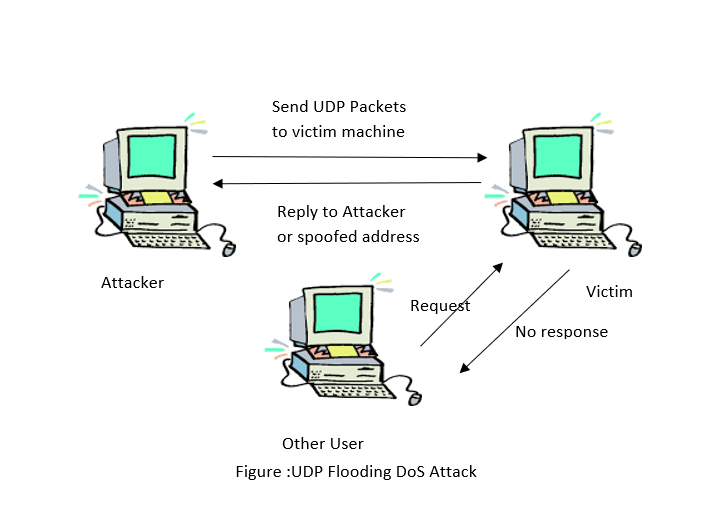 Send UDP Packets
to victim machine
Reply to Attacker
or spoofed address
Attacker
Victim
Request
No response
Other User
Figure :UDP Flooding DoS Attack